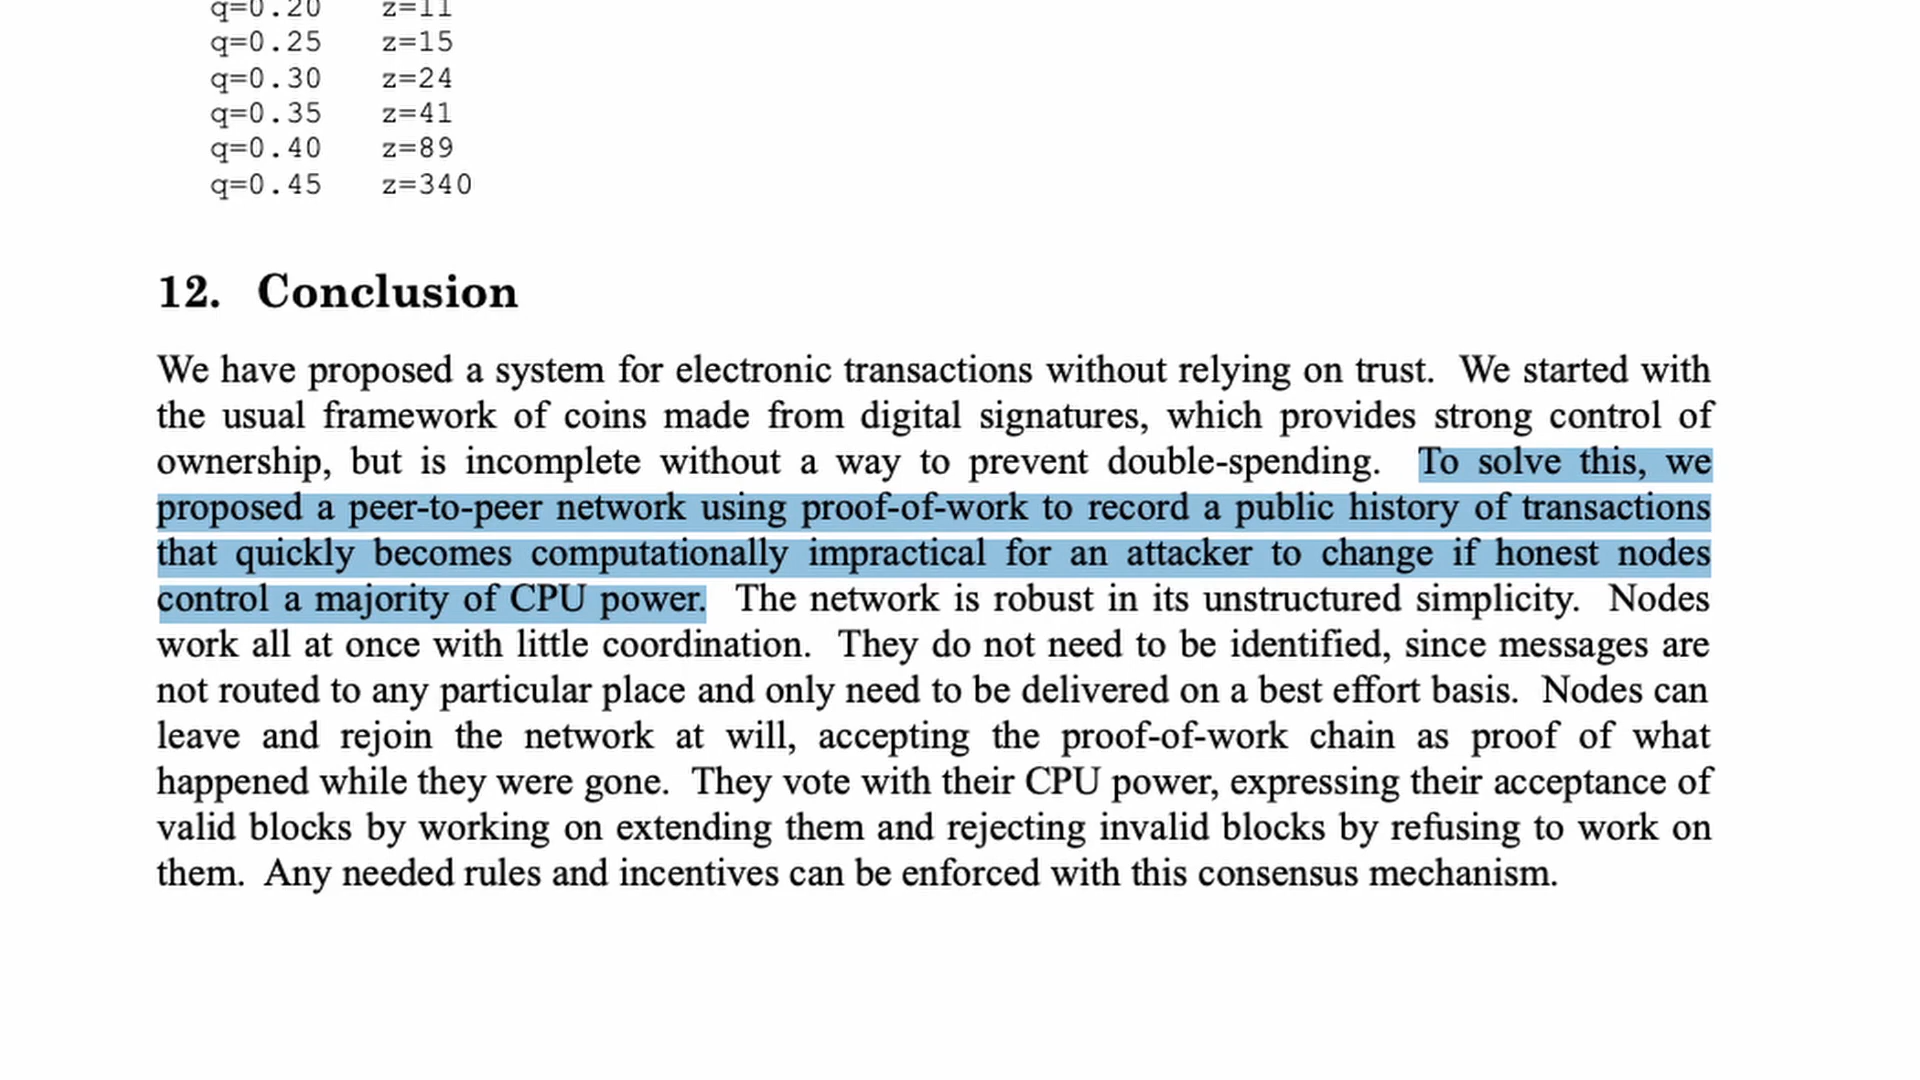 q=0.20 z=11
q=0.25 z=15
q=0.30 z=24
q=0.35 z=41
q=0.40 z=89
q=0.45 z=340
12. Conclusion
We have proposed a system for electronic transactions without relying on trust. We started with
the usual framework of coins made from digital signatures, which provides strong control of
ownership, but is incomplete without a way to prevent double-spending. To solve this, we
proposed a peer-to-peer network using proof-of-work to record a public history of transactions
that quickly becomes computationally impractical for an attacker to change if honest nodes
control a majority of CPU power. The network is robust in its unstructured simplicity. Nodes
work all at once with little coordination. They do not need to be identified, since messages are
not routed to any particular place and only need to be delivered on a best effort basis. Nodes can
leave and rejoin the network at will, accepting the proof-of-work chain as proof of what
happened while they were gone. They vote with their CPU power, expressing their acceptance of
valid blocks by working on extending them and rejecting invalid blocks by refusing to work on
them. Any needed rules and incentives can be enforced with this consensus mechanism.